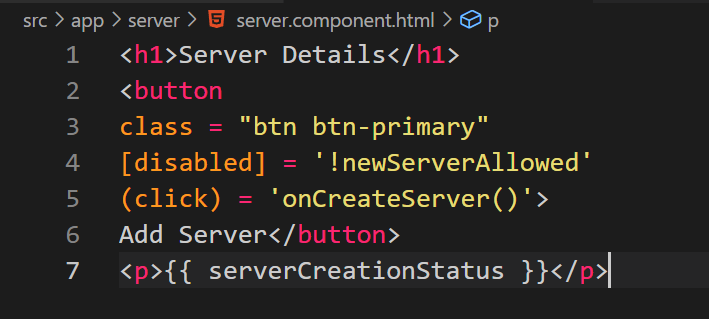 src > app > server > server.component.html > p
1 <h1>Server Details</h1>
2 <button
3 class = "btn btn-primary"
4 [disabled] = '!newServerAllowed'
5 (click) = 'onCreateServer()'>
6 Add Server</button>
7 <p>{{ serverCreationStatus }}</p>